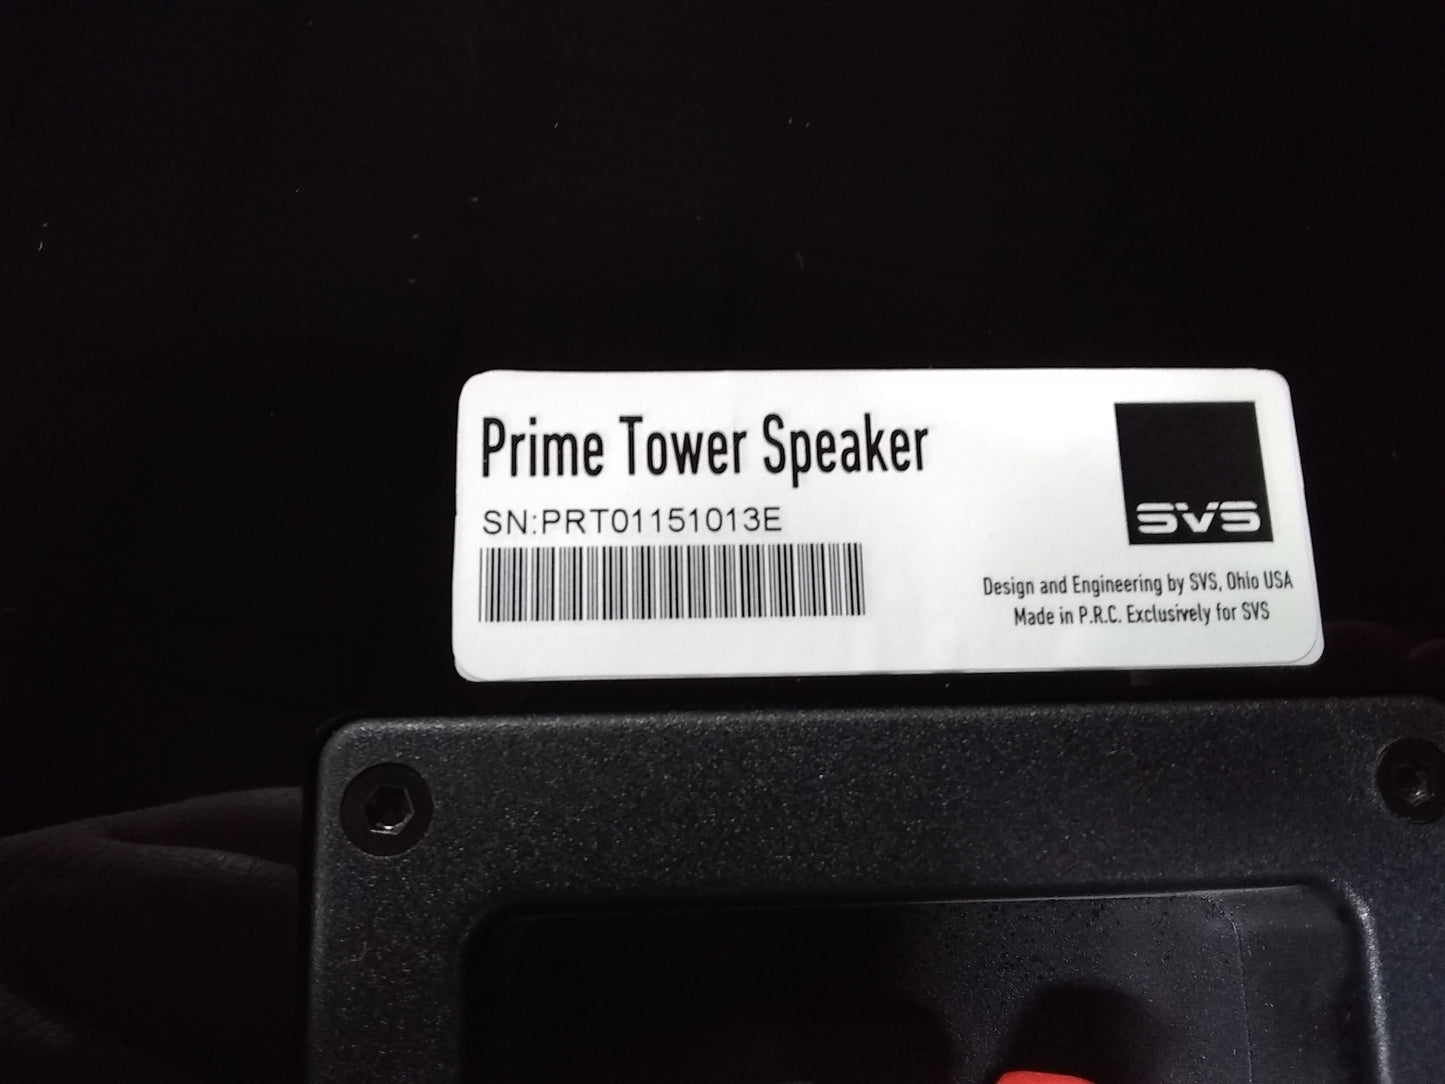 Prime Tower Speaker
SN:PRT01151013E
SVS
Design and Engineering by SVS, Ohio USA
Made in P.R.C. Exclusively for SVS